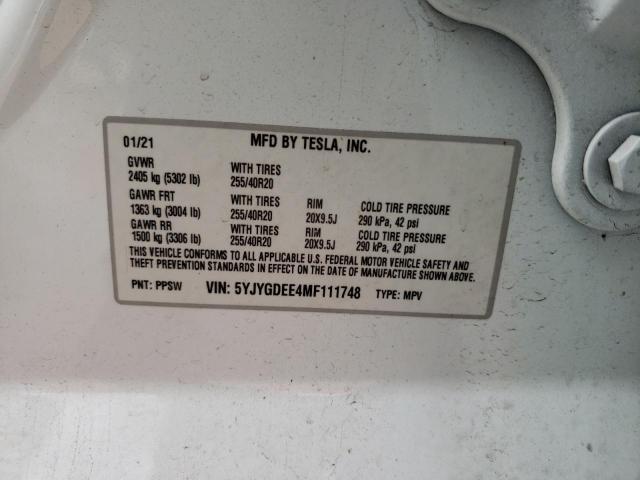 01/21 MFD BY TESLA, INC.
GVWR WITH TIRES
2405 kg (5302 lb) 255/40R20
GAWR FRT WITH TIRES RIM COLD TIRE PRESSURE
1363 kg (3004 lb) 255/40R20 20X9.5J 290 kPa, 42 psi
GAWR RR WITH TIRES RIM COLD TIRE PRESSURE
1500 kg (3306 lb) 255/40R20 20X9.5J 290 kPa, 42 psi
THIS VEHICLE CONFORMS TO ALL APPLICABLE U.S. FEDERAL MOTOR VEHICLE SAFETY AND
THEFT PREVENTION STANDARDS IN EFFECT ON THE DATE OF MANUFACTURE SHOWN ABOVE.
PNT: PPSW VIN: 5YJYGDEE4MF111748 TYPE: MPV